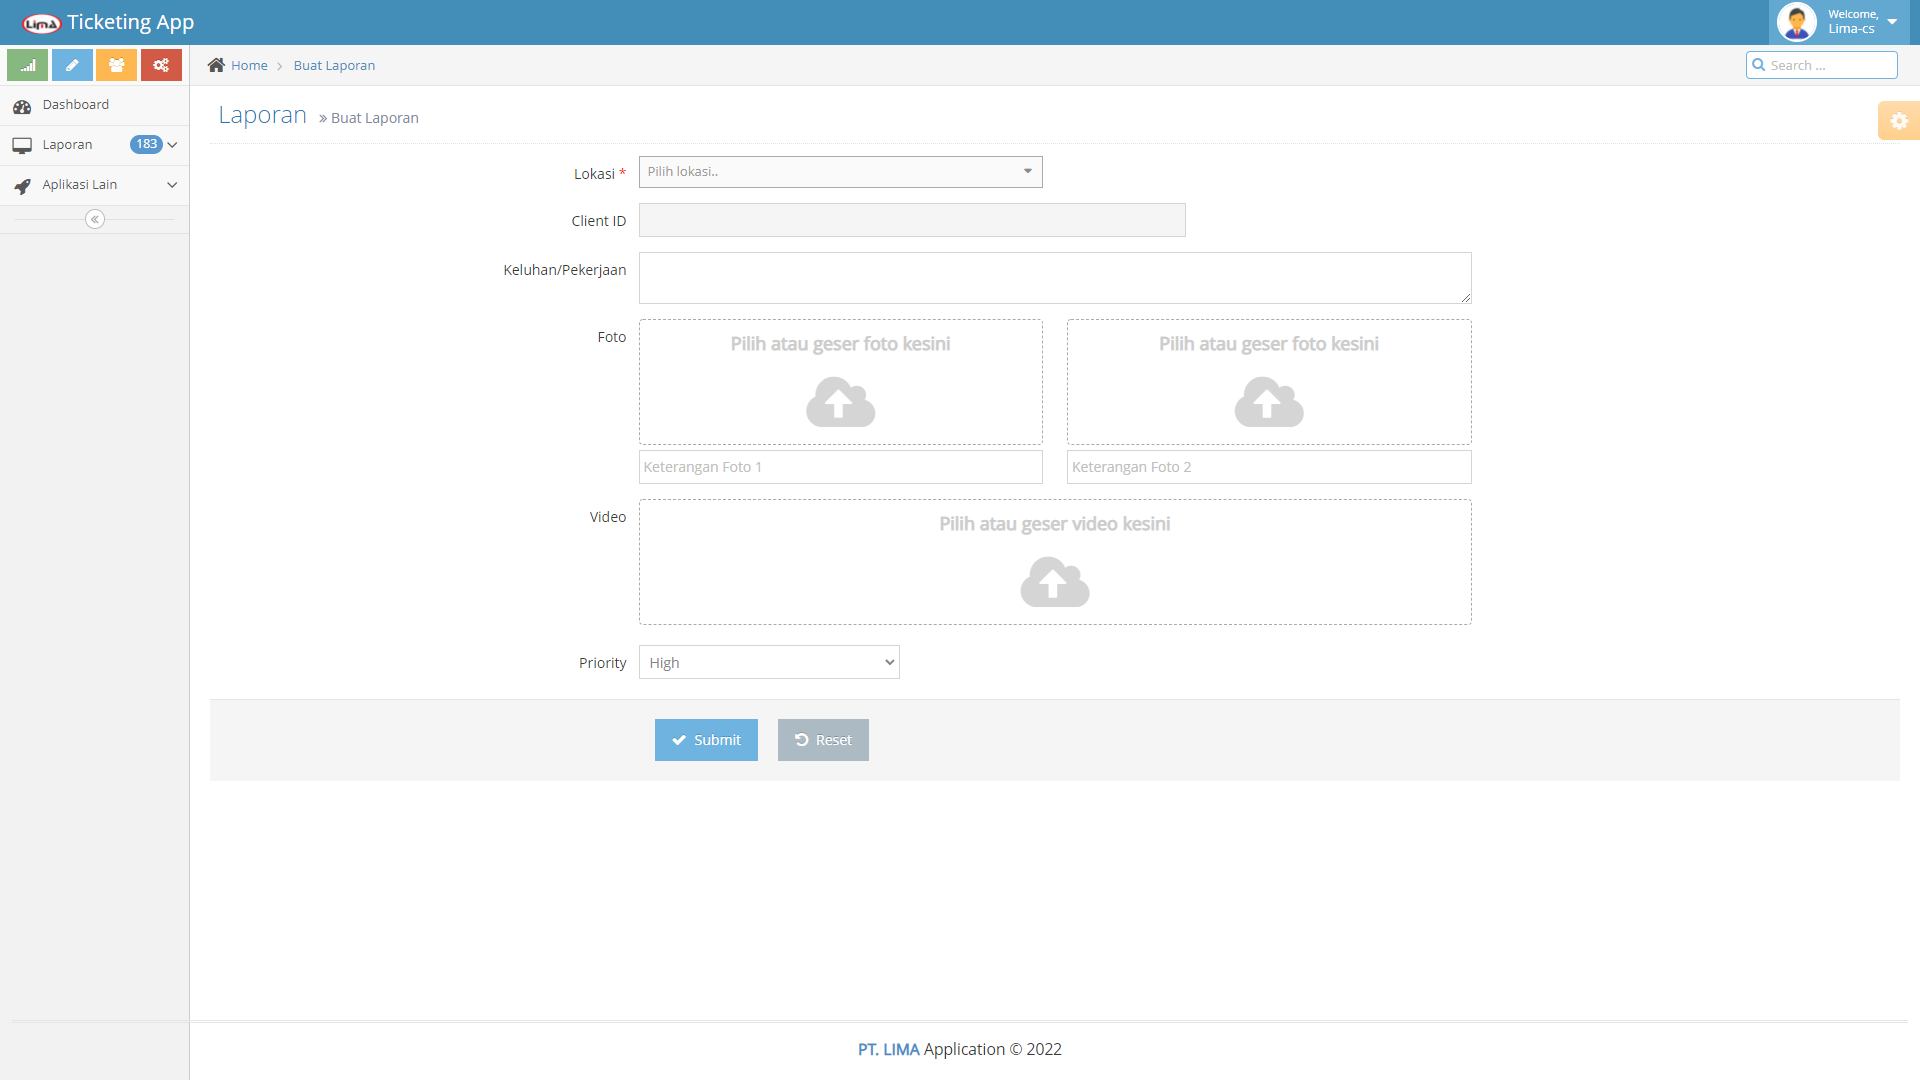 LimA Ticketing App
Welcome,
Lima-cs
Home
Buat Laporan
Search ...
Dashboard
Laporan 183
Aplikasi Lain
Laporan » Buat Laporan
Lokasi * Pilih lokasi..
Client ID
Keluhan/Pekerjaan
Foto
Pilih atau geser foto kesini
Pilih atau geser foto kesini
Keterangan Foto 1
Keterangan Foto 2
Video
Pilih atau geser video kesini
Priority High
Submit
Reset
PT. LIMA Application © 2022